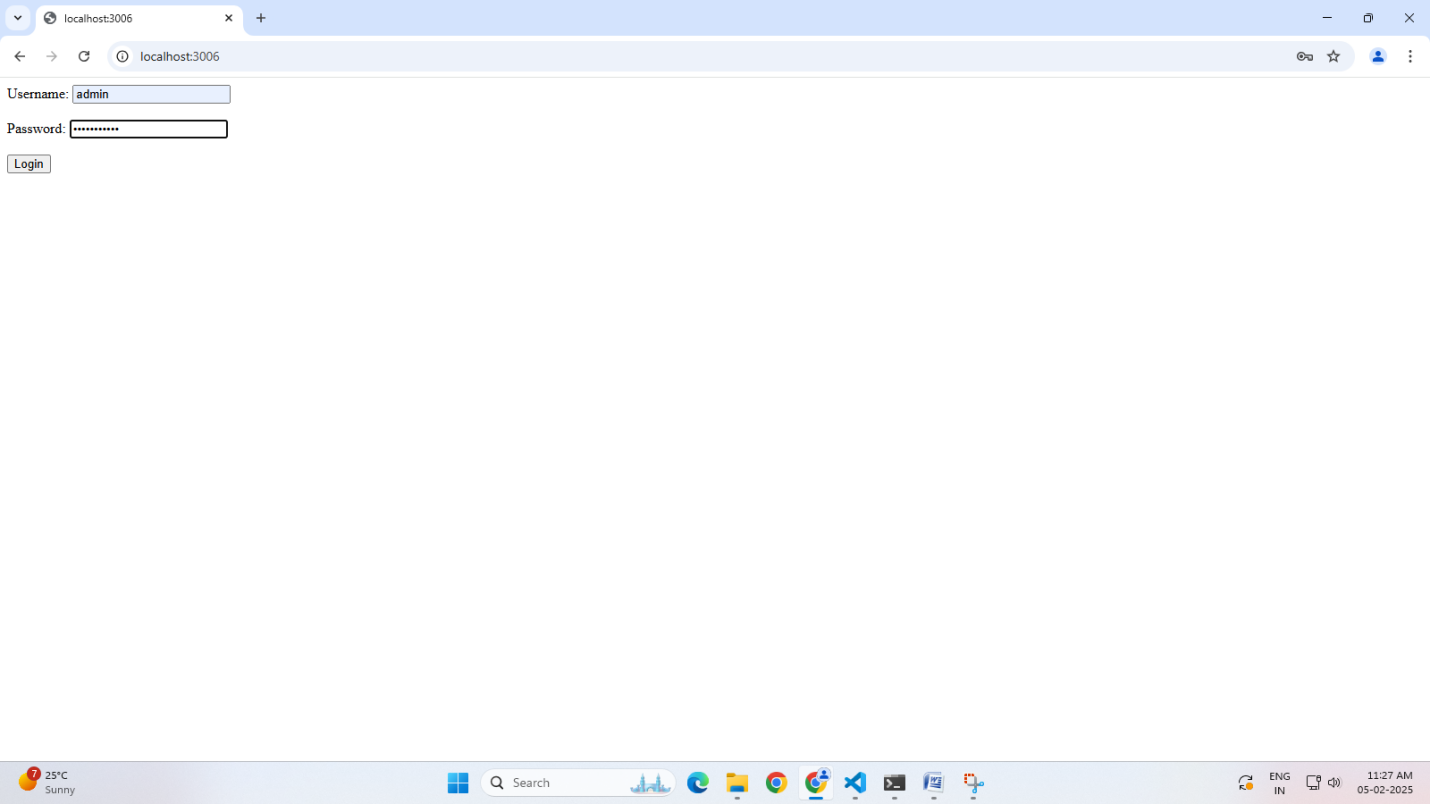 localhost:3006
localhost:3006
Username: admin
Password: •••••••••••
Login
7
25°C
Sunny
Search
ENG
IN
11:27 AM
05-02-2025